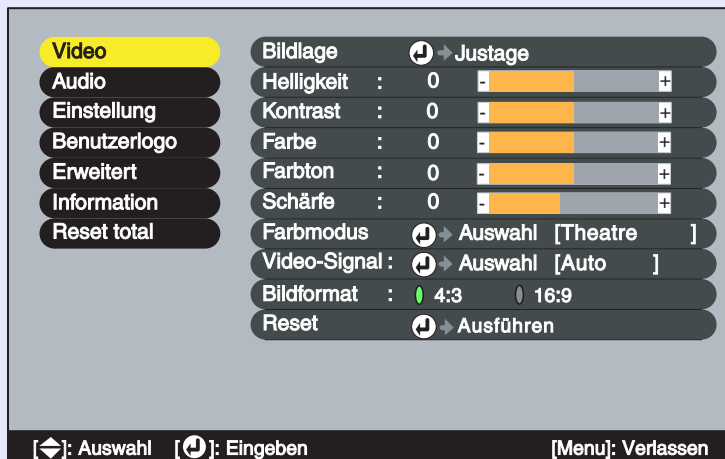 Video
Audio
Einstellung
Benutzerlogo
Erweitert
Information
Reset total
Bildlage Justage
Helligkeit : 0 - +
Kontrast : 0 - +
Farbe : 0 - +
Farbton : 0 - +
Schärfe : 0 - +
Farbmodus Auswahl [Theatre ]
Video-Signal : Auswahl [Auto ]
Bildformat : 4:3 16:9
Reset Ausführen
[ ]: Auswahl [ ]: Eingeben [Menu]: Verlassen